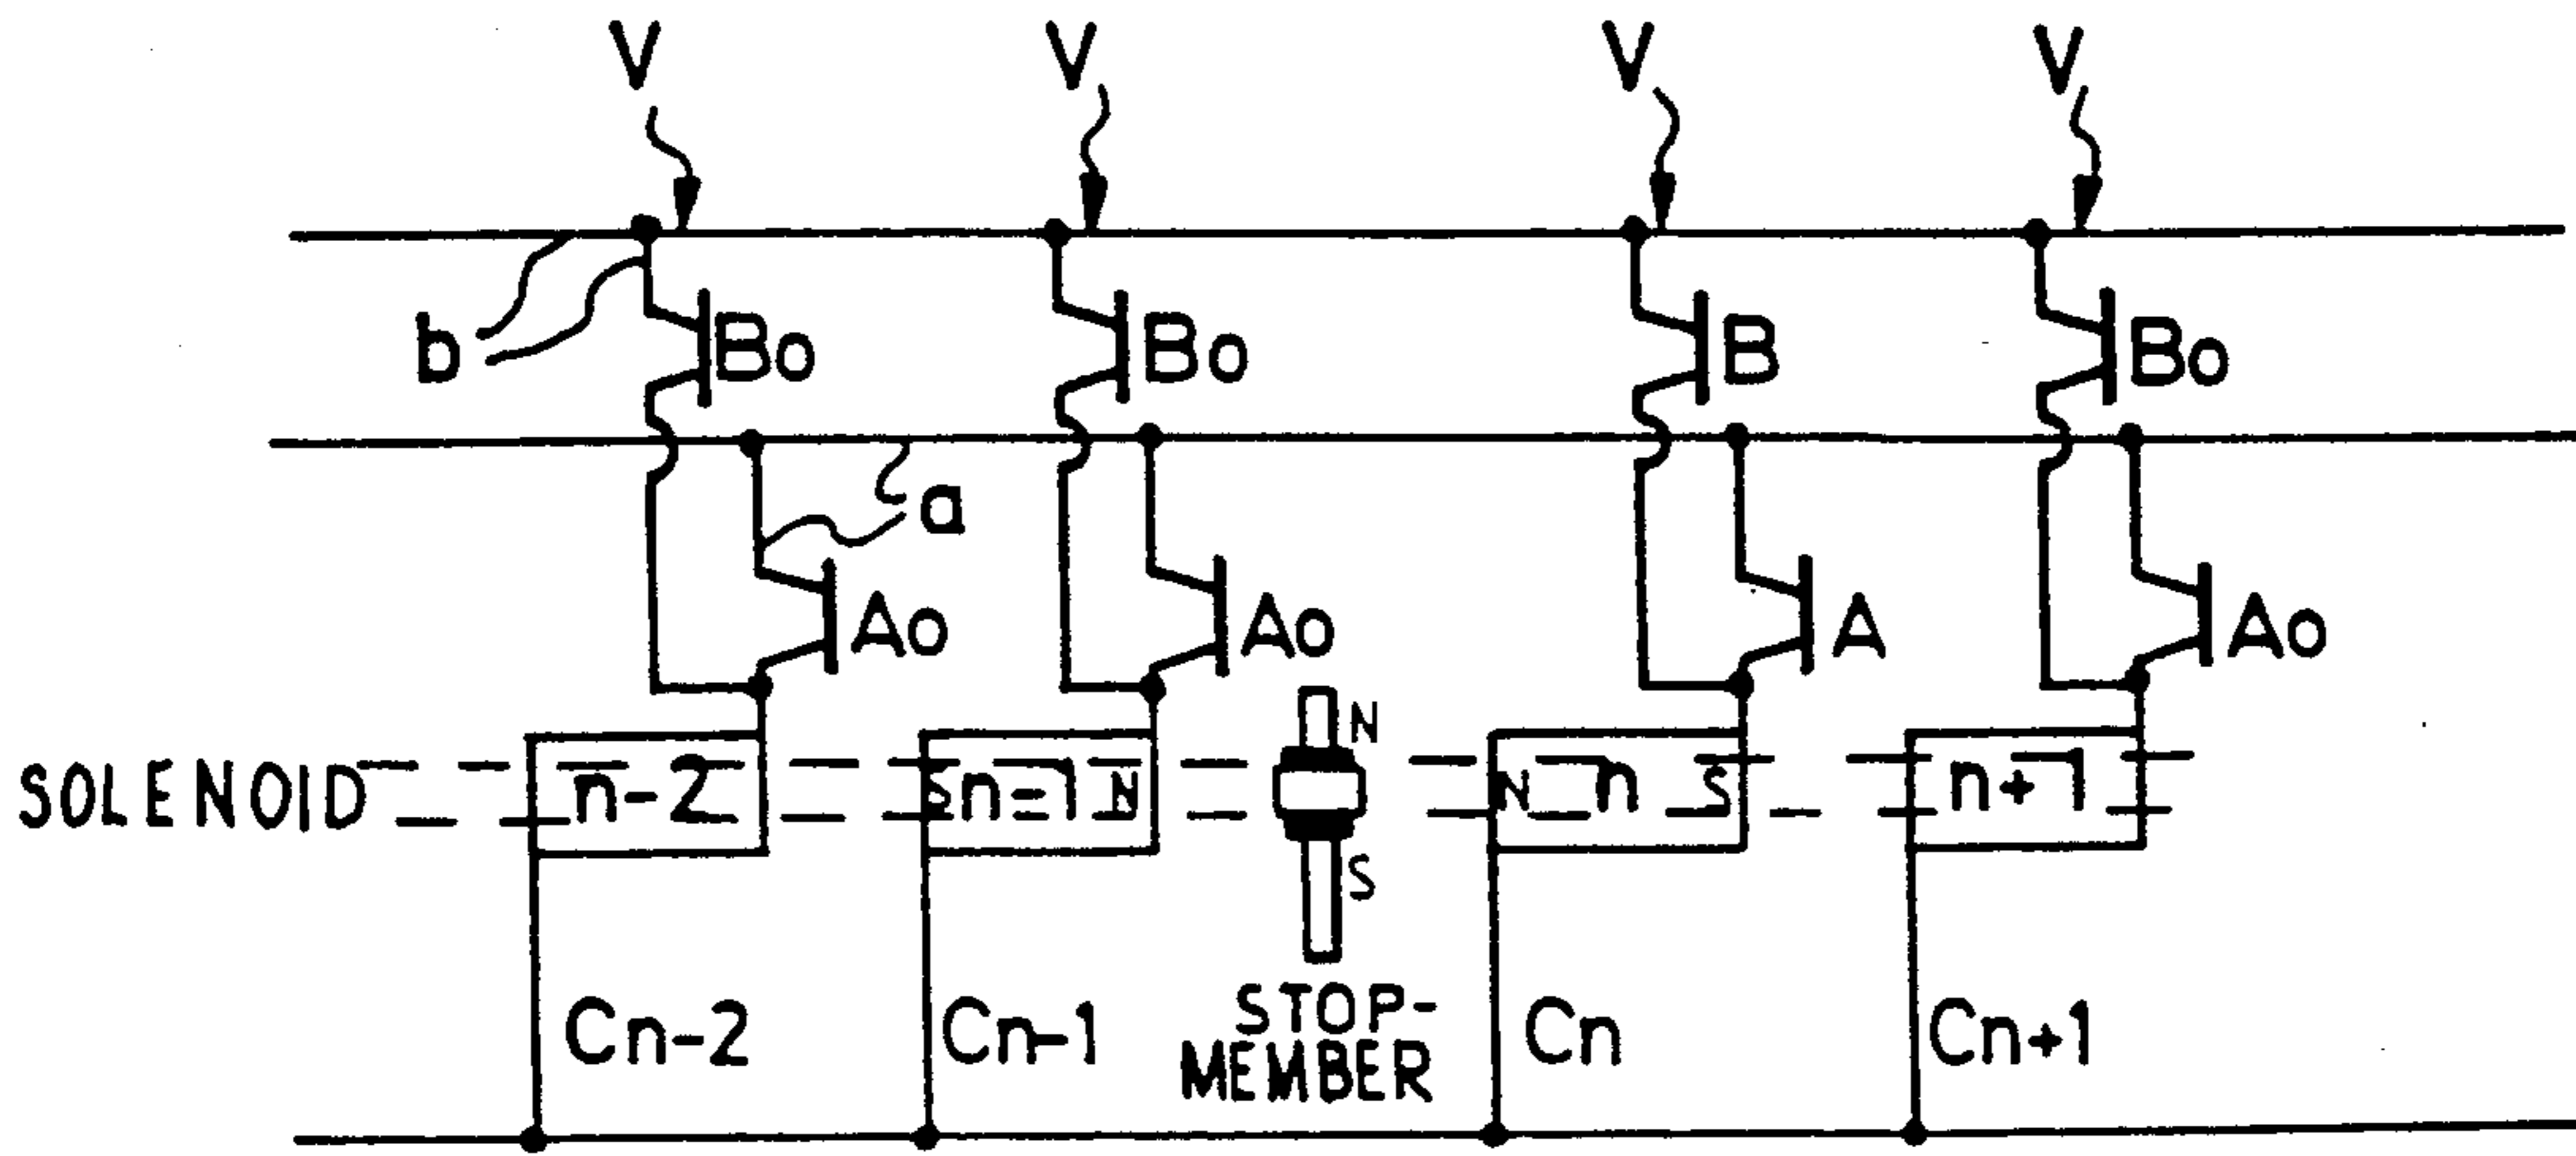 V V V V
b Bo Bo B Bo
a
Ao Ao A Ao
N
SOLENOID n-2 S n-1 N N n S n+1
S
Cn-2 Cn-1 STOP- Cn Cn+1
MEMBER